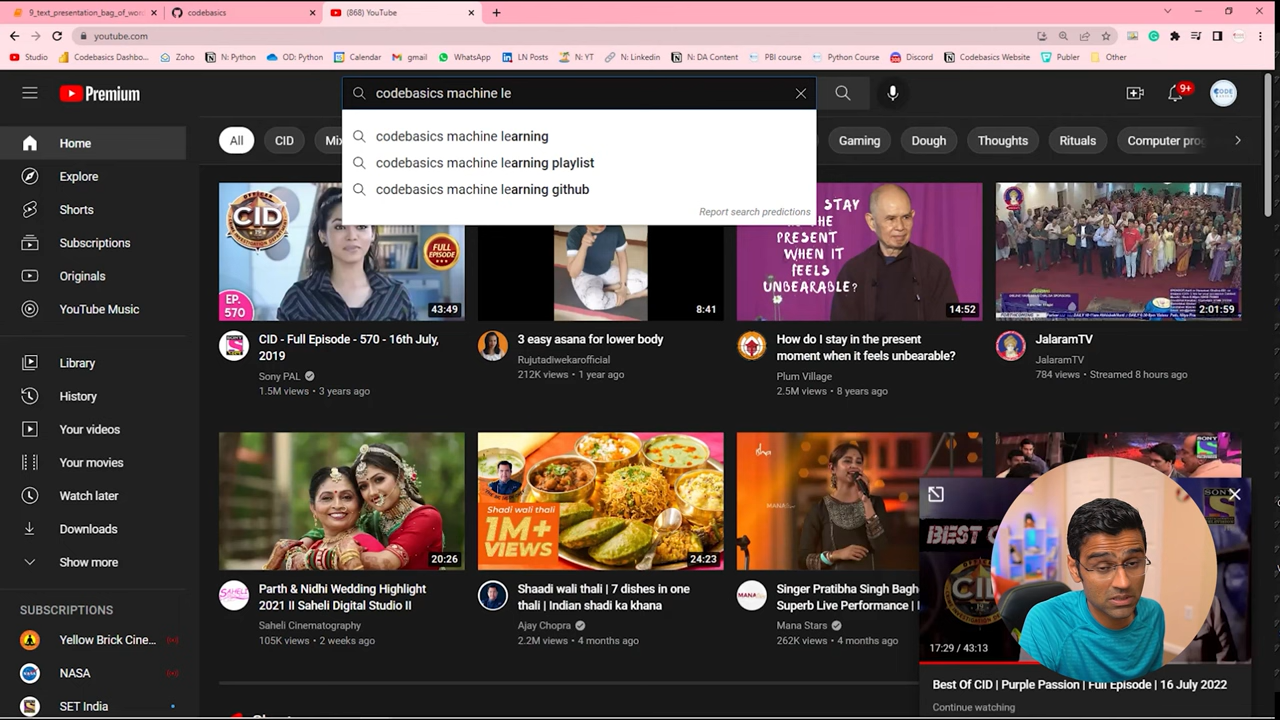 9_text_presentation_bag_of_wor
codebasics
(868) YouTube
youtube.com
Studio
Codebasics Dashbo...
Zoho
N: Python
OD: Python
Calendar
gmail
WhatsApp
LN Posts
N: YT
N: Linkedin
N: DA Content
PBI course
Python Course
Discord
Codebasics Website
Publer
Other
Premium
codebasics machine le
9+
CODE
codebasics machine learning
codebasics machine learning playlist
codebasics machine learning github
Report search predictions
All
CID
Mix
Gaming
Dough
Thoughts
Rituals
Computer prog
Home
Explore
Shorts
Subscriptions
Originals
YouTube Music
Library
History
Your videos
Your movies
Watch later
Downloads
Show more
SUBSCRIPTIONS
Yellow Brick Cine...
NASA
SET India
CID
FULL
EPISODE
EP.
570
43:49
CID - Full Episode - 570 - 16th July,
2019
Sony PAL
1.5M views • 3 years ago
8:41
3 easy asana for lower body
Rujutadiwekarofficial
212K views • 1 year ago
STAY
THE
PRESENT
WHEN IT
FEELS
UNBEARABLE?
14:52
How do I stay in the present
moment when it feels unbearable?
Plum Village
2.5M views • 8 years ago
2:01:59
JalaramTV
784 views • Streamed 8 hours ago
20:26
Parth & Nidhi Wedding Highlight
2021 II Saheli Digital Studio II
Saheli Cinematography
105K views • 2 weeks ago
Shadi wali thali
1M+
VIEWS
24:23
Shaadi wali thali | 7 dishes in one
thali | Indian shadi ka khana
Ajay Chopra
2.2M views • 4 months ago
MANA
Singer Pratibha Singh Bagh
Superb Live Performance |
Mana Stars
262K views • 4 months ago
SONY
BEST O
CID
17:29 / 43:13
Best Of CID | Purple Passion | Full Episode | 16 July 2022
Continue watching